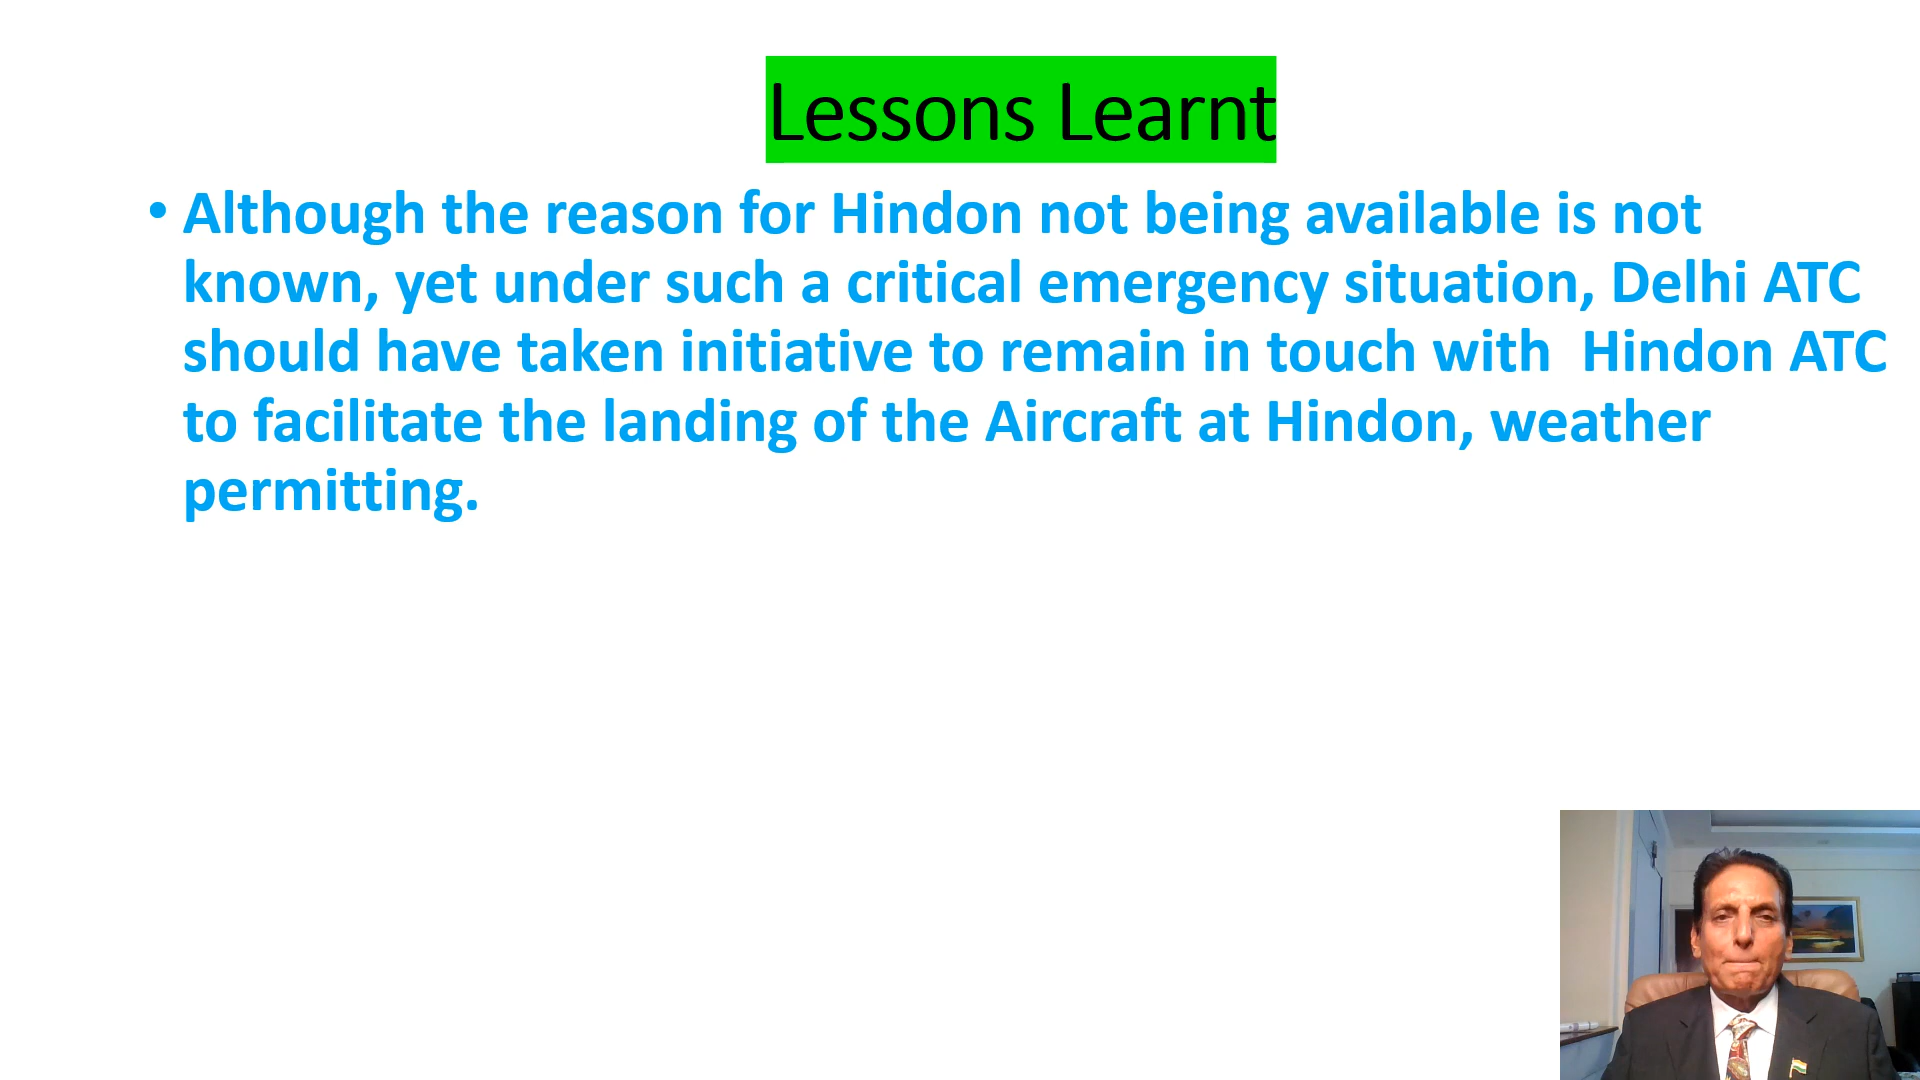 Lessons Learnt
• Although the reason for Hindon not being available is not
known, yet under such a critical emergency situation, Delhi ATC
should have taken initiative to remain in touch with  Hindon ATC
to facilitate the landing of the Aircraft at Hindon, weather
permitting.